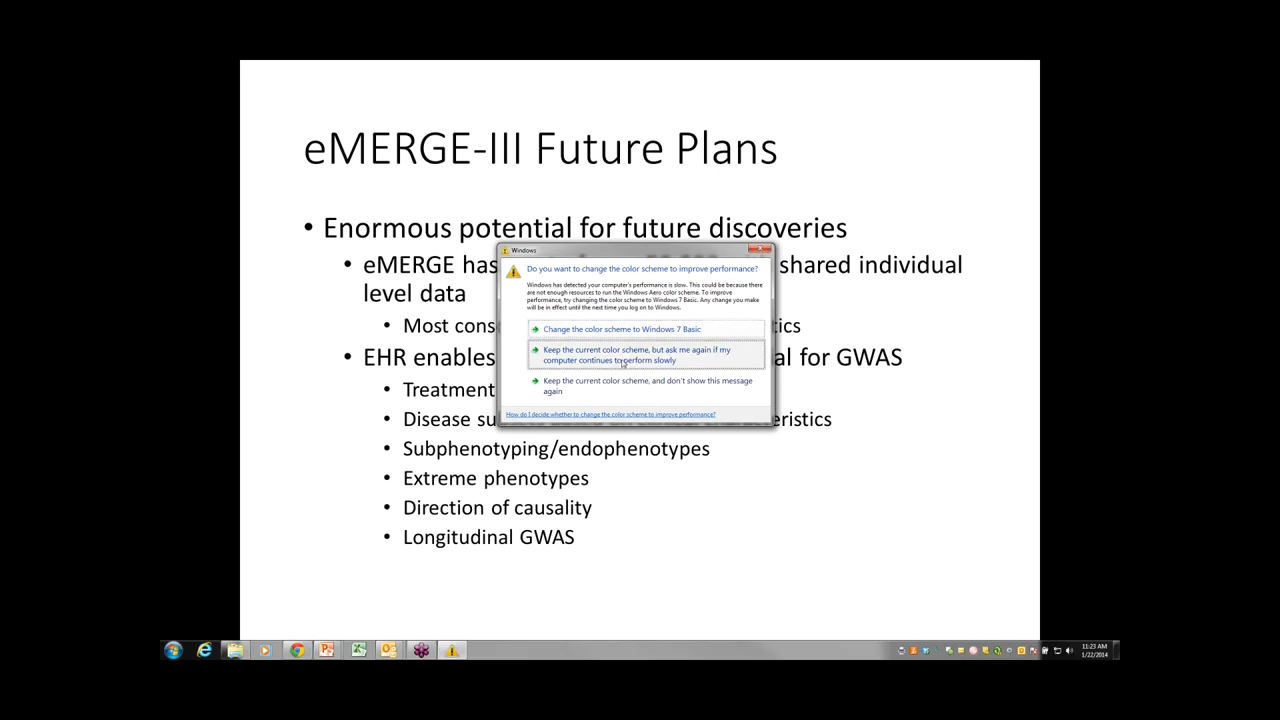 eMERGE-III Future Plans
• Enormous potential for future discoveries
• eMERGE has shared individual
level data
• Most cons tics
• EHR enables al for GWAS
• Treatment
• Disease su eristics
• Subphenotyping/endophenotypes
• Extreme phenotypes
• Direction of causality
• Longitudinal GWAS
Windows
Do you want to change the color scheme to improve performance?
Windows has detected your computer's performance is slow. This could be because there
are not enough resources to run the Windows Aero color scheme. To improve
performance, try changing the color scheme to Windows 7 Basic. Any change you make
will be in effect until the next time you log on to Windows.
Change the color scheme to Windows 7 Basic
Keep the current color scheme, but ask me again if my
computer continues to perform slowly
Keep the current color scheme, and don't show this message
again
How do I decide whether to change the color scheme to improve performance?
11:23 AM
1/22/2014